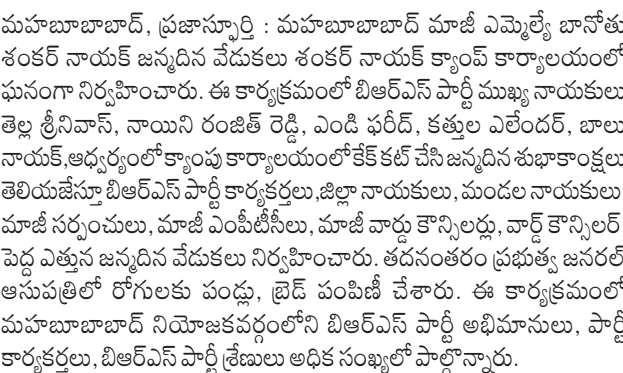 మహబూబాబాద్, ప్రజాస్ఫూర్తి : మహబూబాబాద్ మాజీ ఎమ్మెల్యే బానోతు
శంకర్ నాయక్ జన్మదిన వేడుకలు శంకర్ నాయక్ క్యాంప్ కార్యాలయంలో
ఘనంగా నిర్వహించారు. ఈ కార్యక్రమంలో బిఆర్ఎస్ పార్టీ ముఖ్య నాయకులు
తెల్ల శ్రీనివాస్, నాయిని రంజిత్ రెడ్డి, ఎండి ఫరీద్, కత్తుల ఎలేందర్, బాలు
నాయక్,ఆధ్వర్యంలో క్యాంపు కార్యాలయంలో కేక్ కట్ చేసి జన్మదిన శుభాకాంక్షలు
తెలియజేస్తూ బిఆర్ఎస్ పార్టీ కార్యకర్తలు,జిల్లా నాయకులు, మండల నాయకులు
మాజీ సర్పంచులు, మాజీ ఎంపీటీసీలు, మాజీ వార్డు కౌన్సిలర్లు, వార్డ్ కౌన్సిలర్
పెద్ద ఎత్తున జన్మదిన వేడుకలు నిర్వహించారు. తదనంతరం ప్రభుత్వ జనరల్
ఆసుపత్రిలో రోగులకు పండ్లు, బ్రెడ్ పంపిణీ చేశారు. ఈ కార్యక్రమంలో
మహబూబాబాద్ నియోజకవర్గంలోని బిఆర్ఎస్ పార్టీ అభిమానులు, పార్టీ
కార్యకర్తలు, బిఆర్ఎస్ పార్టీ శ్రేణులు అధిక సంఖ్యలో పాల్గొన్నారు.